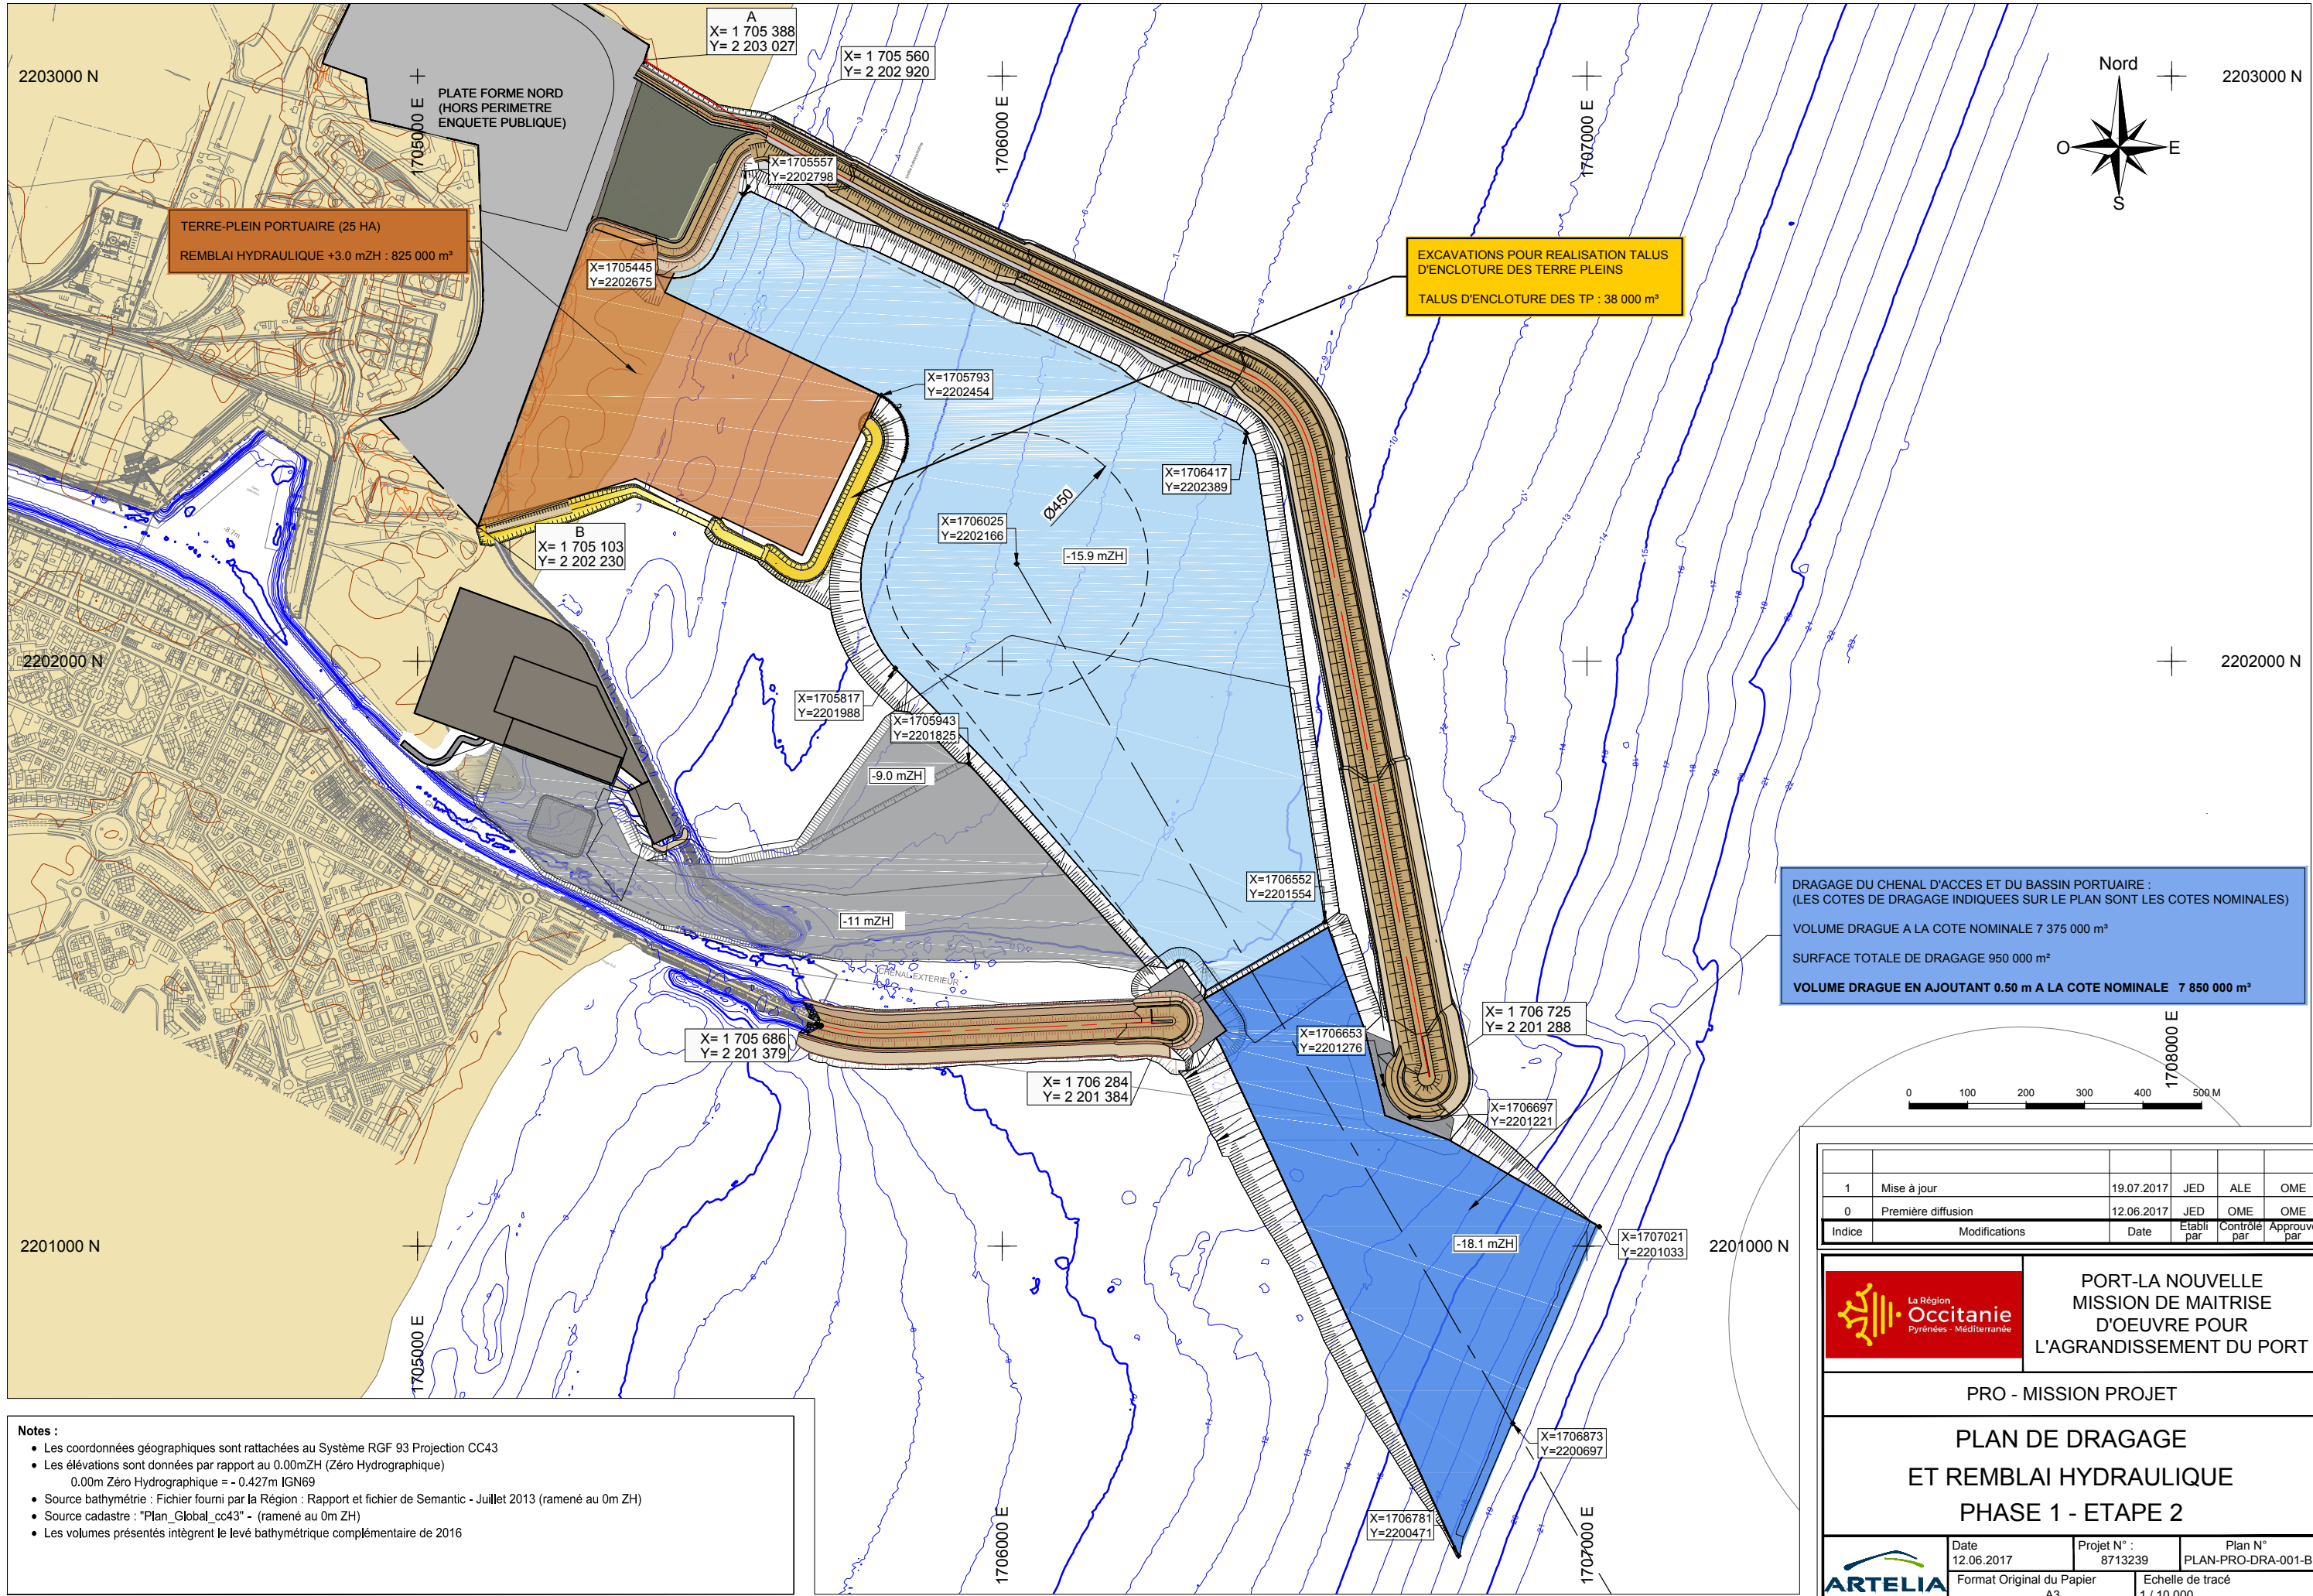 A
X= 1 705 388
Y= 2 203 027
X= 1 705 560
Y= 2 202 920
2203000 N
1705000 E
PLATE FORME NORD
(HORS PERIMETRE
ENQUETE PUBLIQUE)
1706000 E
1707000 E
Nord
O
E
S
2203000 N
X=1705557
Y=2202798
TERRE-PLEIN PORTUAIRE (25 HA)
REMBLAI HYDRAULIQUE +3.0 mZH : 825 000 m³
X=1705445
Y=2202675
EXCAVATIONS POUR REALISATION TALUS
D'ENCLOTURE DES TERRE PLEINS
TALUS D'ENCLOTURE DES TP : 38 000 m³
X=1705793
Y=2202454
X=1706417
Y=2202389
Ø450
X=1706025
Y=2202166
-15.9 mZH
B
X= 1 705 103
Y= 2 202 230
2202000 N
2202000 N
X=1705817
Y=2201988
X=1705943
Y=2201825
-9.0 mZH
-11 mZH
X=1706552
Y=2201554
CHENAL EXTERIEUR
DRAGAGE DU CHENAL D'ACCES ET DU BASSIN PORTUAIRE :
(LES COTES DE DRAGAGE INDIQUEES SUR LE PLAN SONT LES COTES NOMINALES)
VOLUME DRAGUE A LA COTE NOMINALE 7 375 000 m³
SURFACE TOTALE DE DRAGAGE 950 000 m²
VOLUME DRAGUE EN AJOUTANT 0.50 m A LA COTE NOMINALE 7 850 000 m³
X= 1 705 686
Y= 2 201 379
X= 1 706 284
Y= 2 201 384
X=1706653
Y=2201276
X= 1 706 725
Y= 2 201 288
X=1706697
Y=2201221
1708000 E
0 100 200 300 400 500 M
2201000 N
-18.1 mZH
X=1707021
Y=2201033
2201000 N
1705000 E
X=1706873
Y=2200697
X=1706781
Y=2200471
1706000 E
1707000 E
1 Mise à jour 19.07.2017 JED ALE OME
0 Première diffusion 12.06.2017 JED OME OME
Indice Modifications Date Etabli par Contrôlé par Approuvé par
La Région
Occitanie
Pyrénées - Méditerranée
PORT-LA NOUVELLE
MISSION DE MAITRISE
D'OEUVRE POUR
L'AGRANDISSEMENT DU PORT
PRO - MISSION PROJET
PLAN DE DRAGAGE
ET REMBLAI HYDRAULIQUE
PHASE 1 - ETAPE 2
ARTELIA
Date
12.06.2017
Projet N° :
8713239
Plan N°
PLAN-PRO-DRA-001-B
Format Original du Papier
A3
Echelle de tracé
1 / 10 000
Notes :
• Les coordonnées géographiques sont rattachées au Système RGF 93 Projection CC43
• Les élévations sont données par rapport au 0.00mZH (Zéro Hydrographique)
0.00m Zéro Hydrographique = - 0.427m IGN69
• Source bathymétrie : Fichier fourni par la Région : Rapport et fichier de Semantic - Juillet 2013 (ramené au 0m ZH)
• Source cadastre : "Plan_Global_cc43" - (ramené au 0m ZH)
• Les volumes présentés intègrent le levé bathymétrique complémentaire de 2016